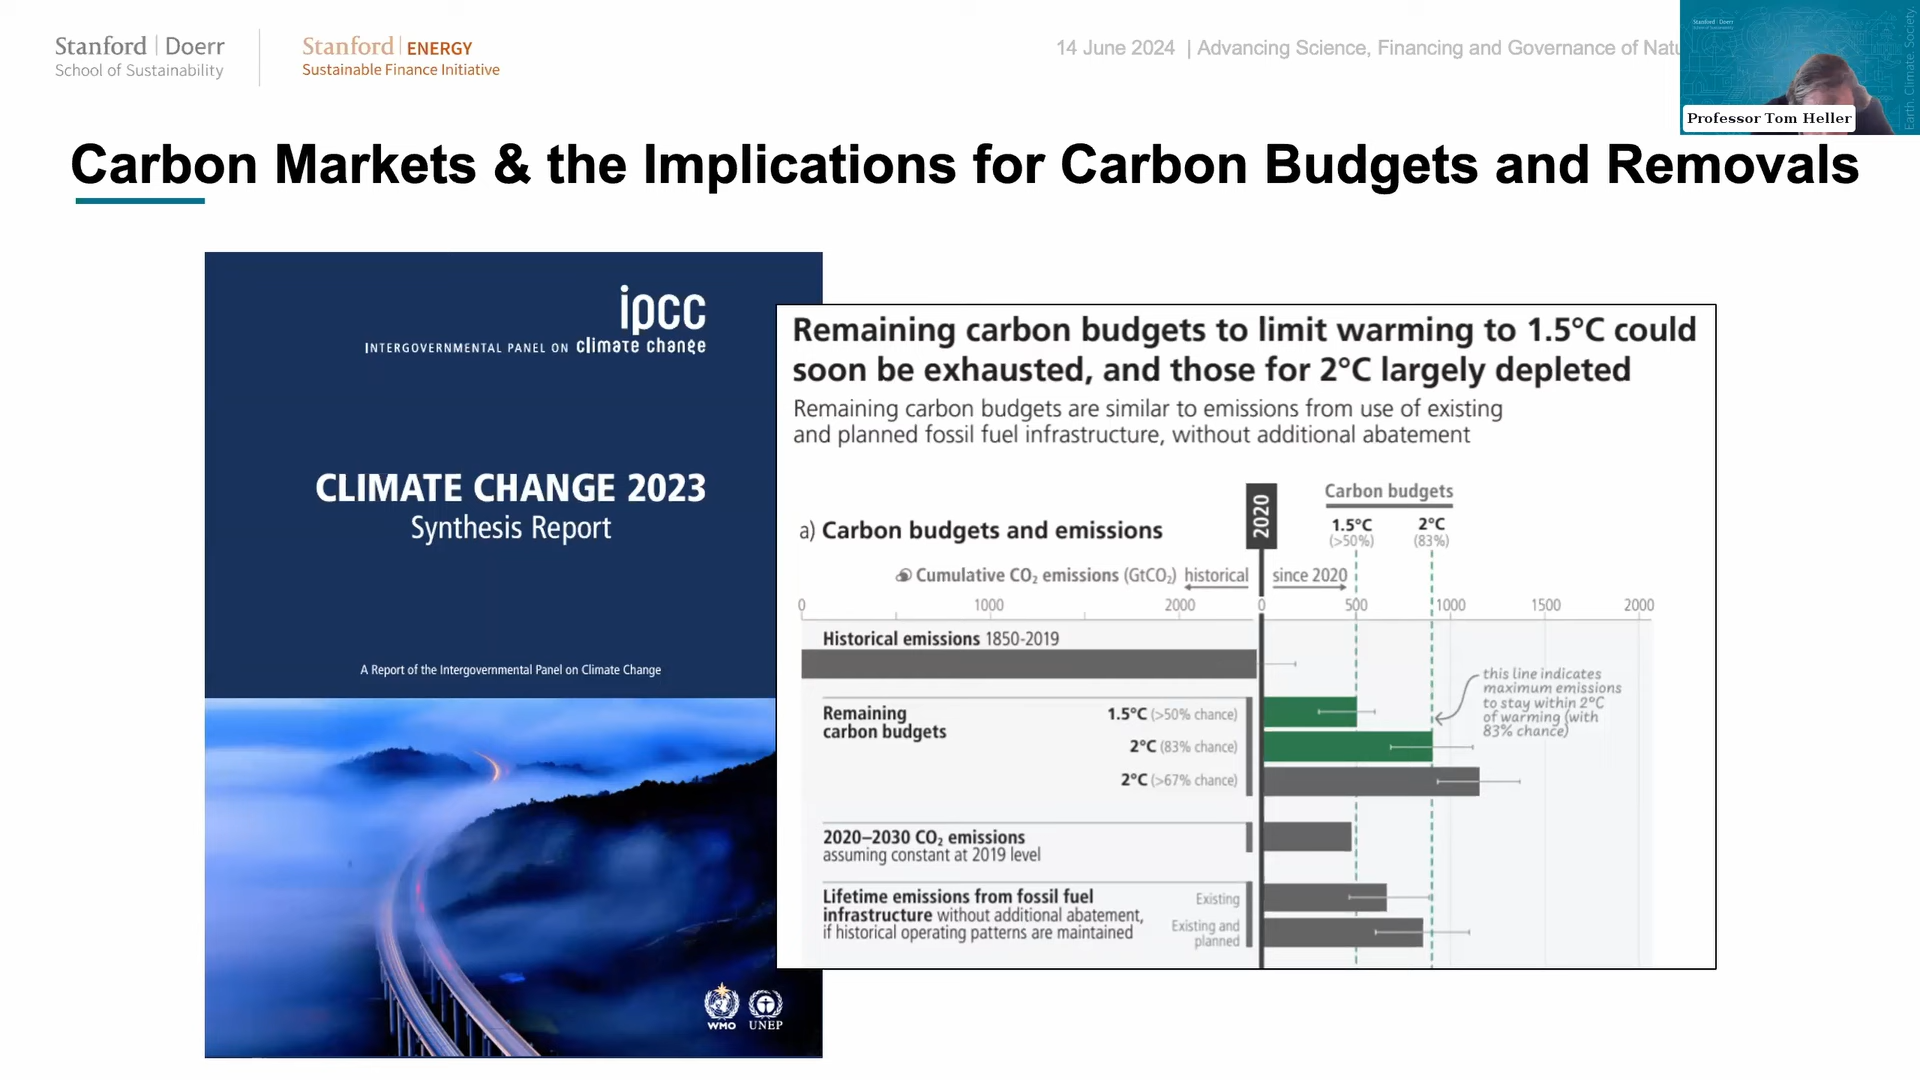 Stanford | Doerr
School of Sustainability
Stanford | ENERGY
Sustainable Finance Initiative
14 June 2024 | Advancing Science, Financing and Governance of Natu
Stanford | Doerr
Earth. Climate. Society.
Professor Tom Heller
Carbon Markets & the Implications for Carbon Budgets and Removals
ipcc
INTERGOVERNMENTAL PANEL ON climate change
CLIMATE CHANGE 2023
Synthesis Report
A Report of the Intergovernmental Panel on Climate Change
WMO UNEP
Remaining carbon budgets to limit warming to 1.5°C could
soon be exhausted, and those for 2°C largely depleted
Remaining carbon budgets are similar to emissions from use of existing
and planned fossil fuel infrastructure, without additional abatement
2020
Carbon budgets
1.5°C 2°C
(>50%) (83%)
a) Carbon budgets and emissions
Cumulative CO₂ emissions (GtCO₂) historical since 2020
0 1000 2000 0 500 1000 1500 2000
Historical emissions 1850-2019
Remaining
carbon budgets
1.5°C (>50% chance)
2°C (83% chance)
2°C (>67% chance)
this line indicates
maximum emissions
to stay within 2°C
of warming (with
83% chance)
2020–2030 CO₂ emissions
assuming constant at 2019 level
Lifetime emissions from fossil fuel
infrastructure without additional abatement,
if historical operating patterns are maintained
Existing
Existing and
planned